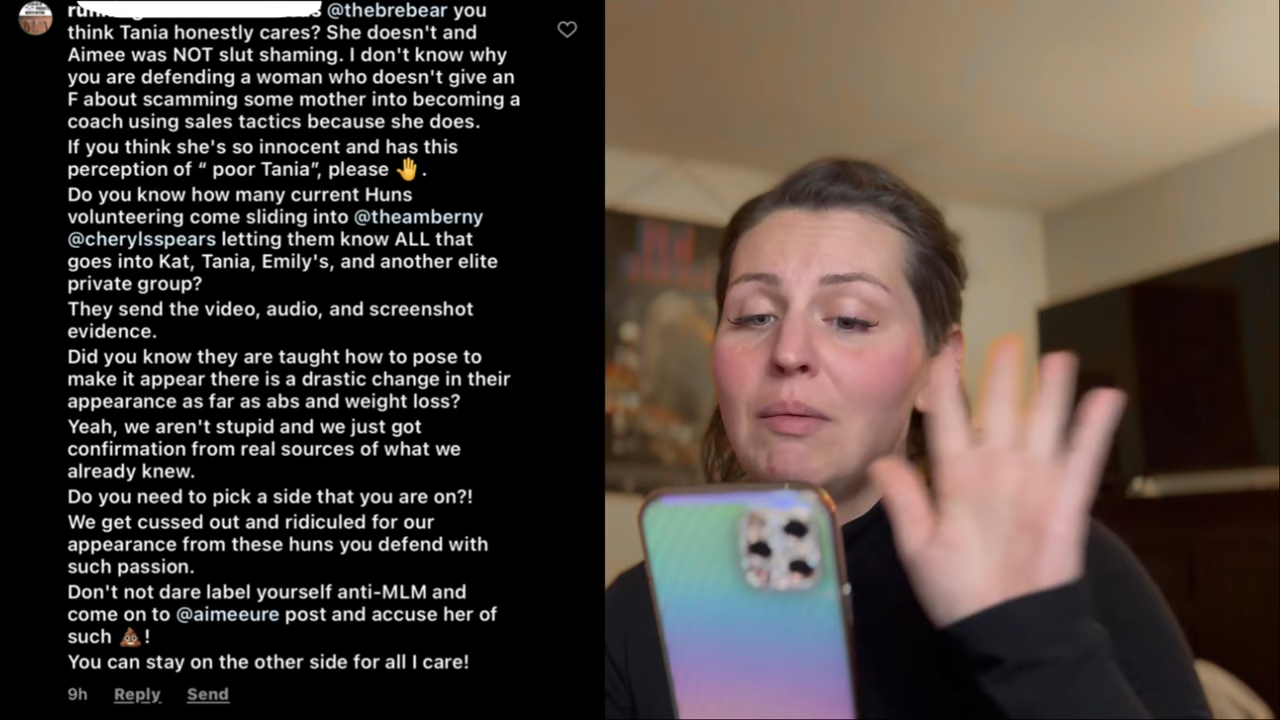 @thebrebear you
think Tania honestly cares? She doesn't and
Aimee was NOT slut shaming. I don't know why
you are defending a woman who doesn't give an
F about scamming some mother into becoming a
coach using sales tactics because she does.
If you think she's so innocent and has this
perception of “ poor Tania”, please 🤚.
Do you know how many current Huns
volunteering come sliding into @theamberny
@cherylsspears letting them know ALL that
goes into Kat, Tania, Emily's, and another elite
private group?
They send the video, audio, and screenshot
evidence.
Did you know they are taught how to pose to
make it appear there is a drastic change in their
appearance as far as abs and weight loss?
Yeah, we aren't stupid and we just got
confirmation from real sources of what we
already knew.
Do you need to pick a side that you are on?!
We get cussed out and ridiculed for our
appearance from these huns you defend with
such passion.
Don't not dare label yourself anti-MLM and
come on to @aimeeure post and accuse her of
such 💩!
You can stay on the other side for all I care!
9h Reply Send